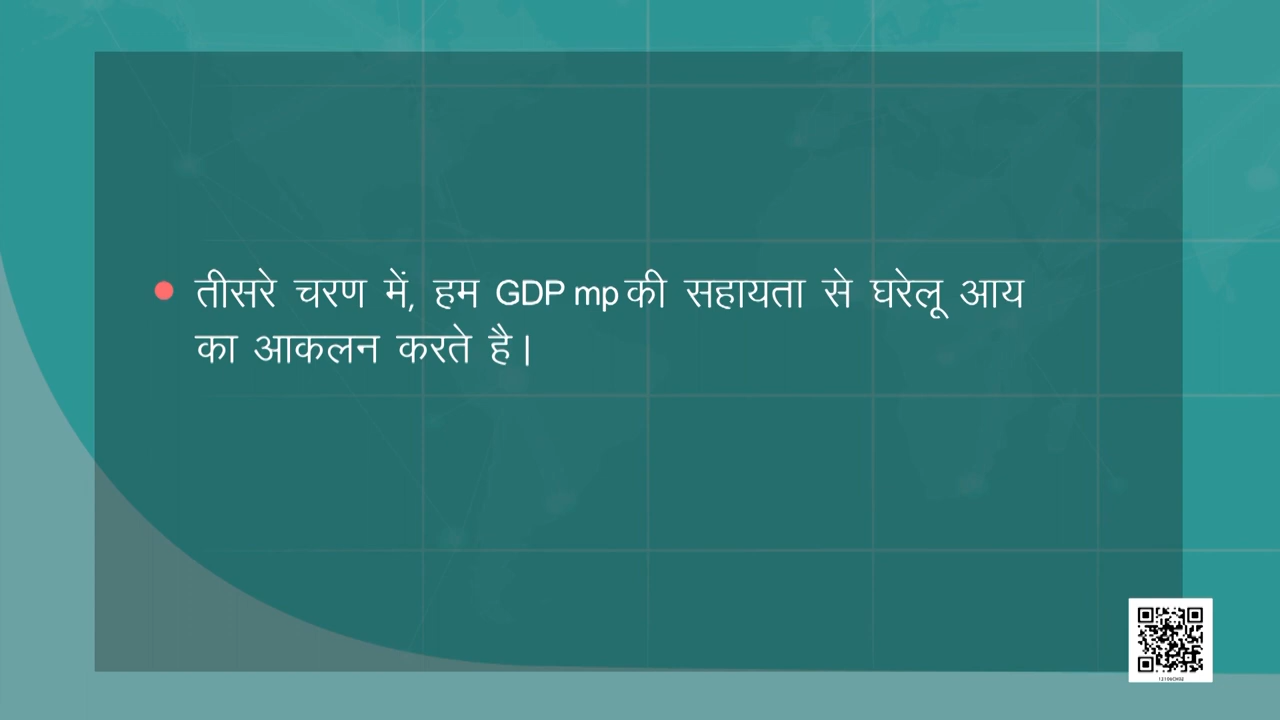 तीसरे चरण में, हम GDP mp की सहायता से घरेलू आय
का आकलन करते है।